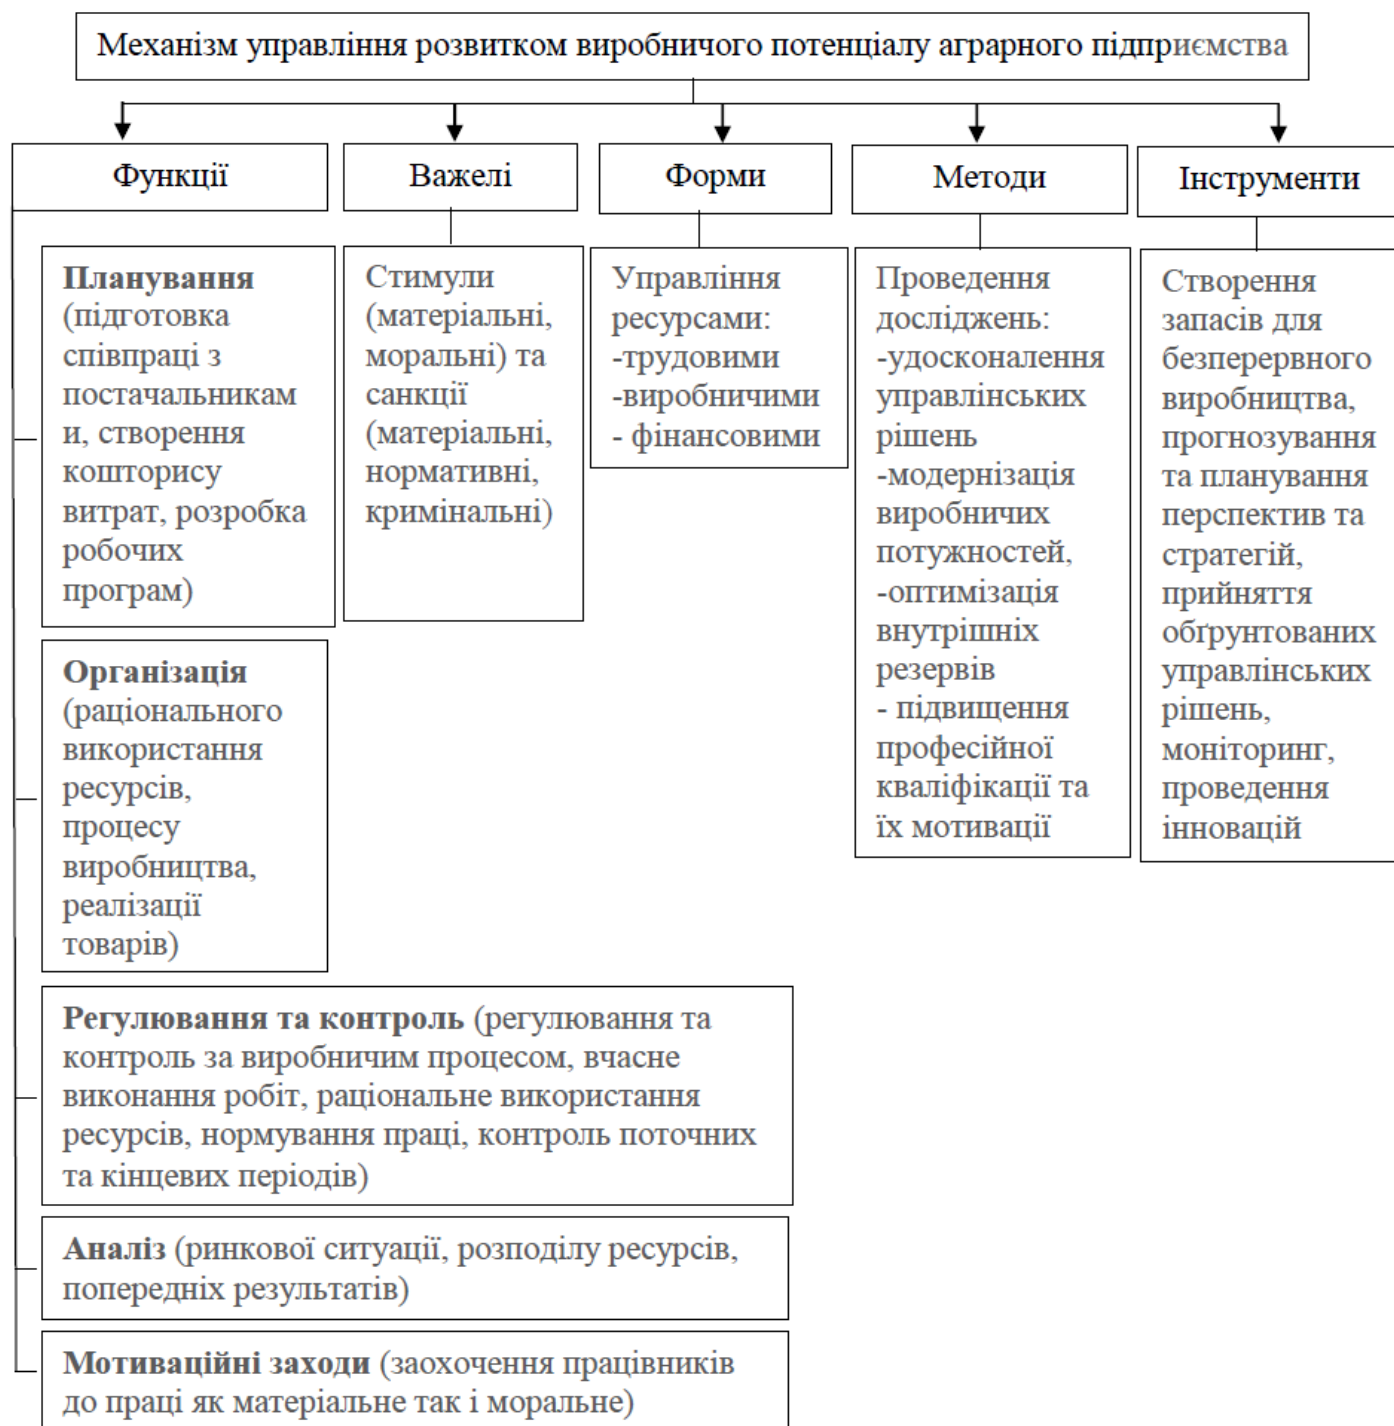 Механізм управління розвитком виробничого потенціалу аграрного підприємства
Функції
Важелі
Форми
Методи
Інструменти
Планування
(підготовка
співпраці з
постачальникам
и, створення
кошторису
витрат, розробка
робочих
програм)
Організація
(раціонального
використання
ресурсів,
процесу
виробництва,
реалізації
товарів)
Регулювання та контроль (регулювання та
контроль за виробничим процесом, вчасне
виконання робіт, раціональне використання
ресурсів, нормування праці, контроль поточних
та кінцевих періодів)
Аналіз (ринкової ситуації, розподілу ресурсів,
попередніх результатів)
Мотиваційні заходи (заохочення працівників
до праці як матеріальне так і моральне)
Стимули
(матеріальні,
моральні) та
санкції
(матеріальні,
нормативні,
кримінальні)
Управління
ресурсами:
-трудовими
-виробничими
- фінансовими
Проведення
досліджень:
-удосконалення
управлінських
рішень
-модернізація
виробничих
потужностей,
-оптимізація
внутрішніх
резервів
- підвищення
професійної
кваліфікації та
їх мотивації
Створення
запасів для
безперервного
виробництва,
прогнозування
та планування
перспектив та
стратегій,
прийняття
обґрунтованих
управлінських
рішень,
моніторинг,
проведення
інновацій